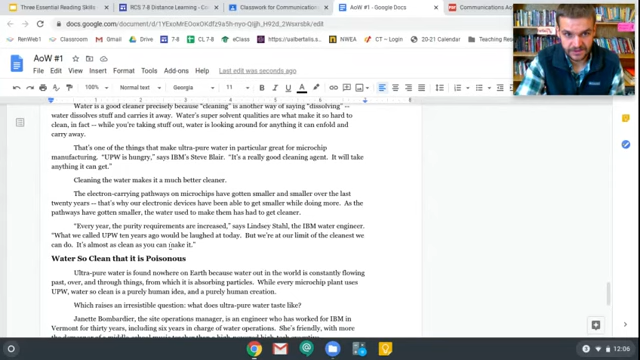 Three Essential Reading Skills
RCS 7-8 Distance Learning
Classwork for Communication
AoW #1 - Google Docs
Communications A
docs.google.com/document/d/
RenWeb1
Child Protection
Drive
7-8
CL 7-8
NWEA
CT -- Login
20-21 Calendar
AoW #1
File Edit View Insert Format Tools Add-ons Help Last edit was seconds ago
100% Normal text Georgia 11
Water is a good cleaner precisely because "cleaning" is another way of saying "dissolving" --
water dissolves stuff and carries it away. Water's super solvent qualities are what make it so hard to
clean, in fact -- while you're taking stuff out, water is looking around for anything it can enfold and
carry away.
That's one of the things that make ultra-pure water in particular great for microchip
manufacturing. "UPW is hungry," says IBM's Steve Blair. "It's a really good cleaning agent. It will take
anything it can get."
Cleaning the water makes it a much better cleaner.
The electron-carrying pathways on microchips have gotten smaller and smaller over the last
twenty years -- that's why our electronic devices have been able to get smaller while doing more. As
the pathways have gotten smaller, the water used to make them has had to get cleaner.
"Every year, the purity requirements are increased," says Lindsey Stahl, the IBM water engineer.
"What we called UPW ten years ago would be laughed at today. But we're at our limit of the cleanest we
can do. It's almost as clean as you can make it."
Water So Clean that it is Poisonous
Ultra-pure water is found nowhere on Earth because water out in the world is constantly flowing
past, over, and through things, from which it is absorbing particles. While every microchip plant uses
UPW, water so clean is a purely human idea, and a purely human creation.
Which raises an irresistible question: what does ultra-pure water taste like?
Janette Bombardier, the site operations manager, is an engineer who has worked for IBM in
Vermont for thirty years, including six years in charge of water operations. She's friendly, with more
12:06